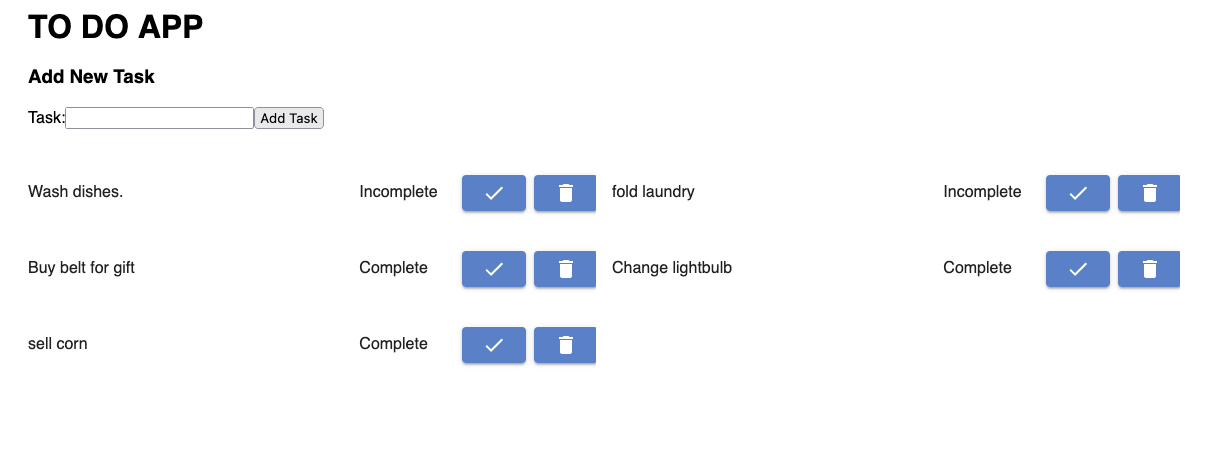 TO DO APP
Add New Task
Task: Add Task
Wash dishes. Incomplete fold laundry Incomplete
Buy belt for gift Complete Change lightbulb Complete
sell corn Complete